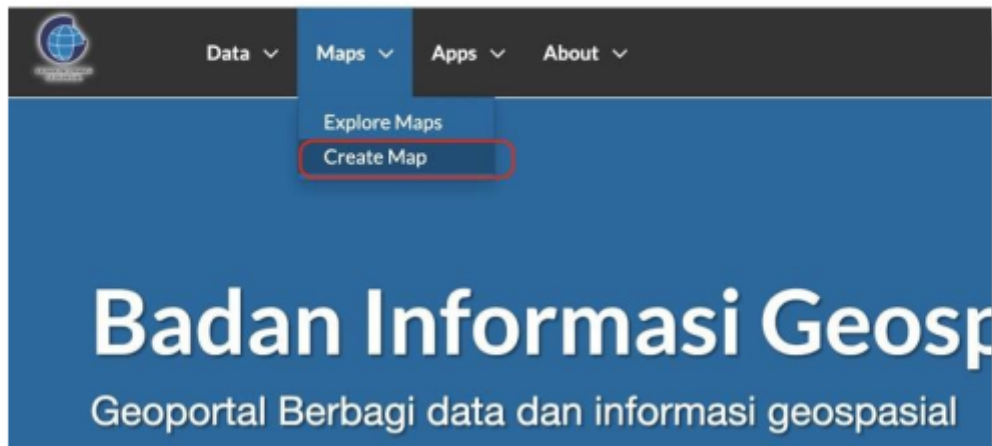 Data Maps Apps About
Explore Maps
Create Map
Badan Informasi Geosp
Geoportal Berbagi data dan informasi geospasial